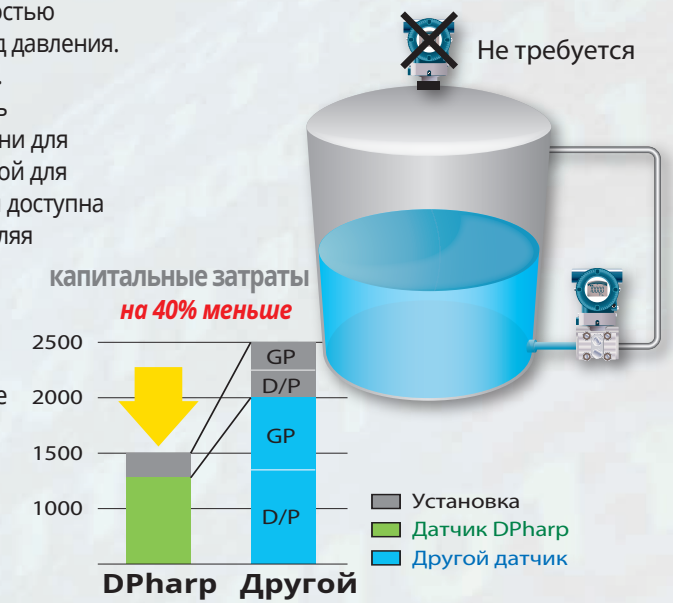 остью
д давления.
ь
ни для
ой для
доступна
ляя
Не требуется
капитальные затраты
на 40% меньше
е
2500
2000
1500
1000
GP
D/P
GP
D/P
DPharp Другой
Установка
Датчик DPharp
Другой датчик